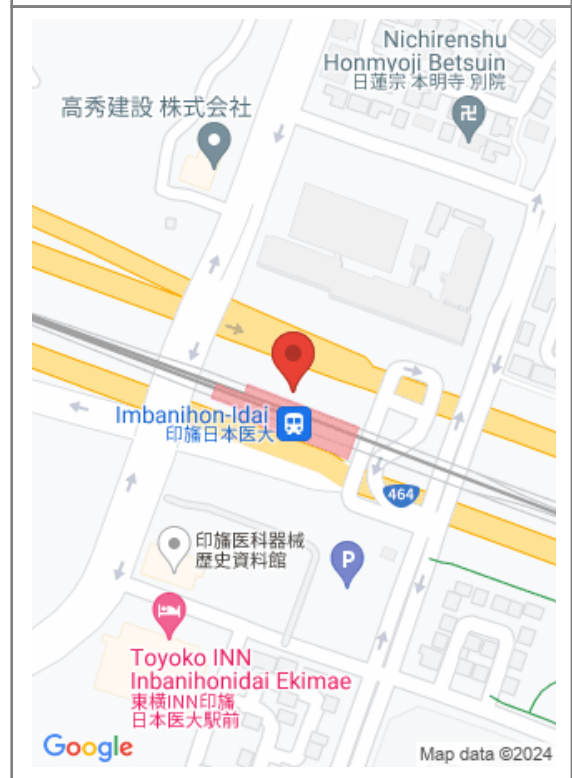 Nichirenshu
Honmyoji Betsuin
日蓮宗 本明寺 別院
高秀建設 株式会社
卍
Imbanihon-Idai
印旛日本医大
464
印旛医科器械
歴史資料館
P
Toyoko INN
Inbanihonidai Ekimae
東横INN印旛
日本医大駅前
Google
Map data ©2024